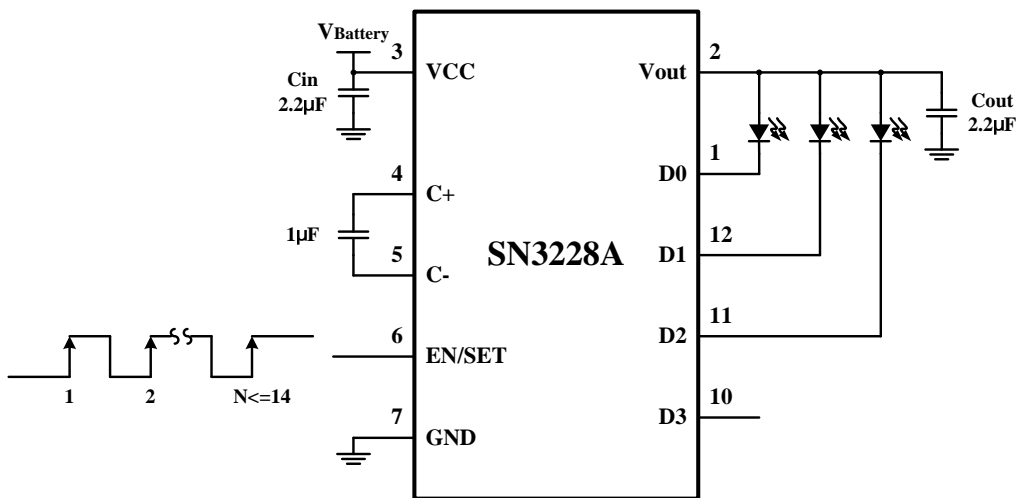 VBattery
3
VCC
Cin
2.2µF
4
C+
1µF
5
C-
6
EN/SET
1
2
N<=14
7
GND
SN3228A
2
Vout
Cout
2.2µF
1
D0
12
D1
11
D2
10
D3